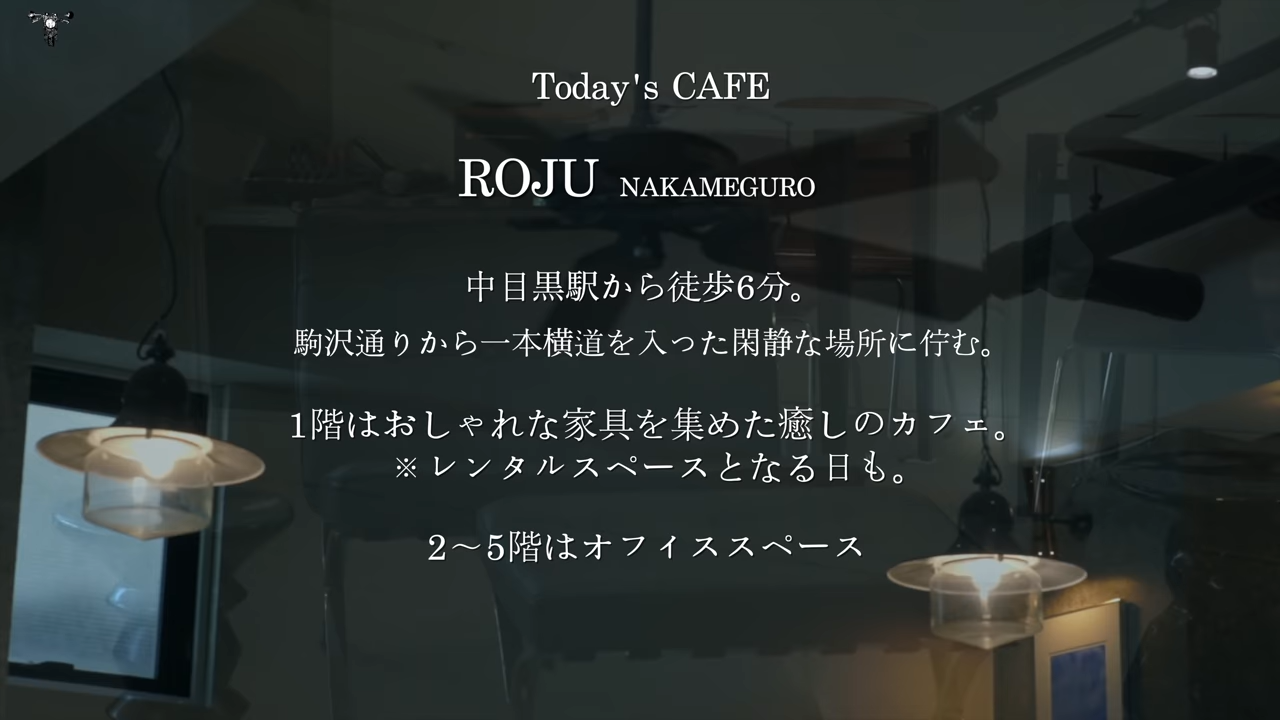 Today's CAFE
ROJU NAKAMEGURO
中目黒駅から徒歩6分。
駒沢通りから一本横道を入った閑静な場所に佇む。
1階はおしゃれな家具を集めた癒しのカフェ。
※レンタルスペースとなる日も。
2〜5階はオフィススペース